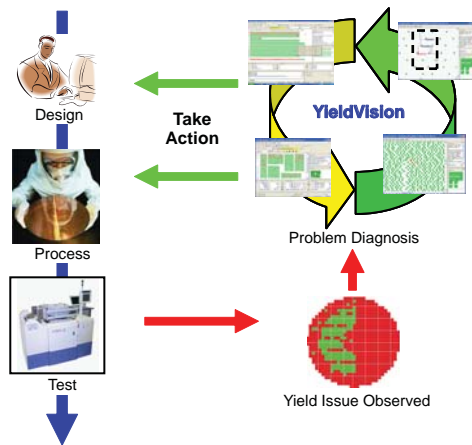 Design
Take
Action
YieldVision
Process
Problem Diagnosis
Test
Yield Issue Observed